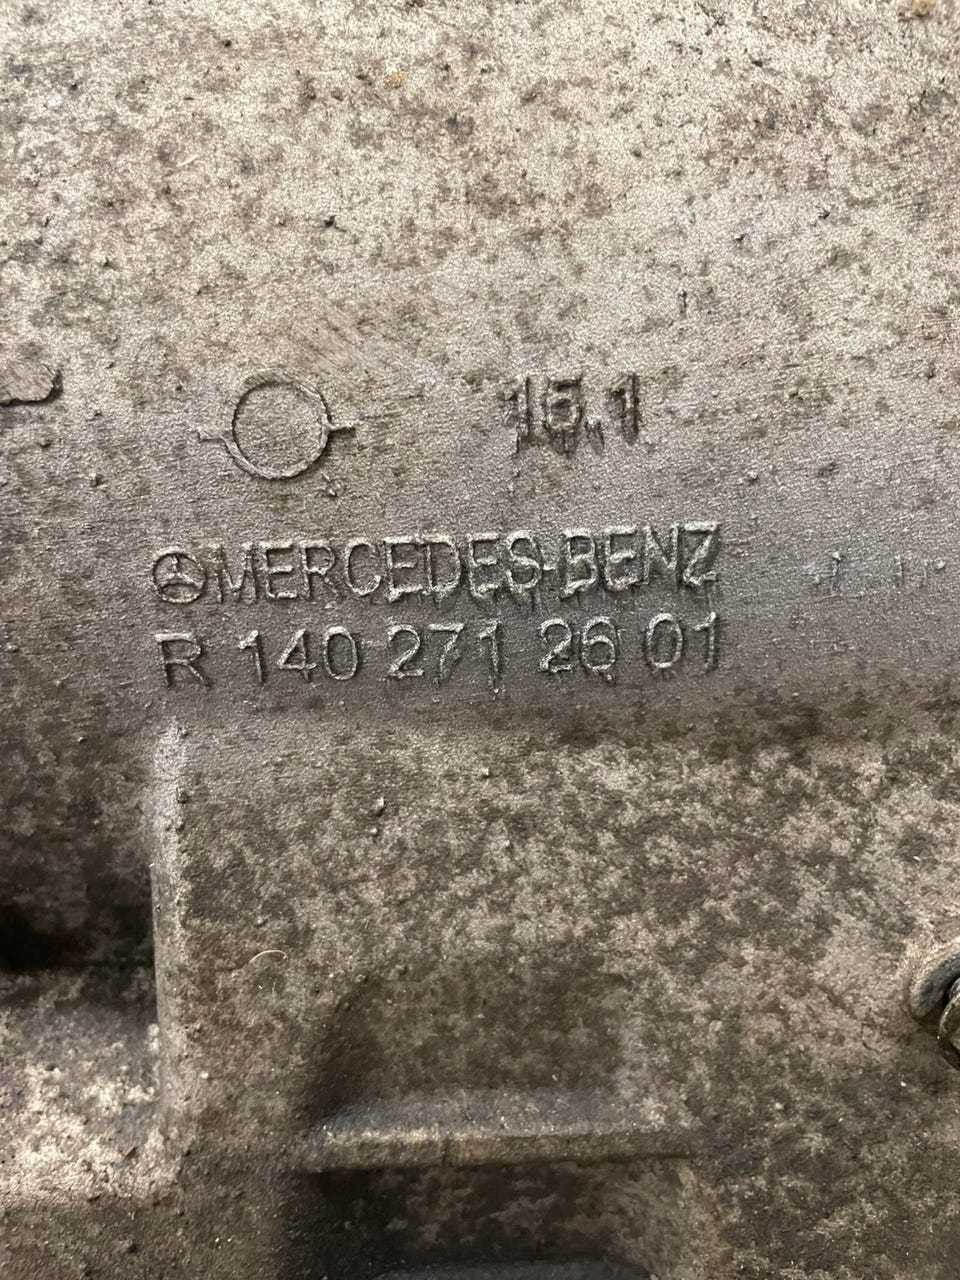 15.1
MERCEDES-BENZ
R 140 271 26 01